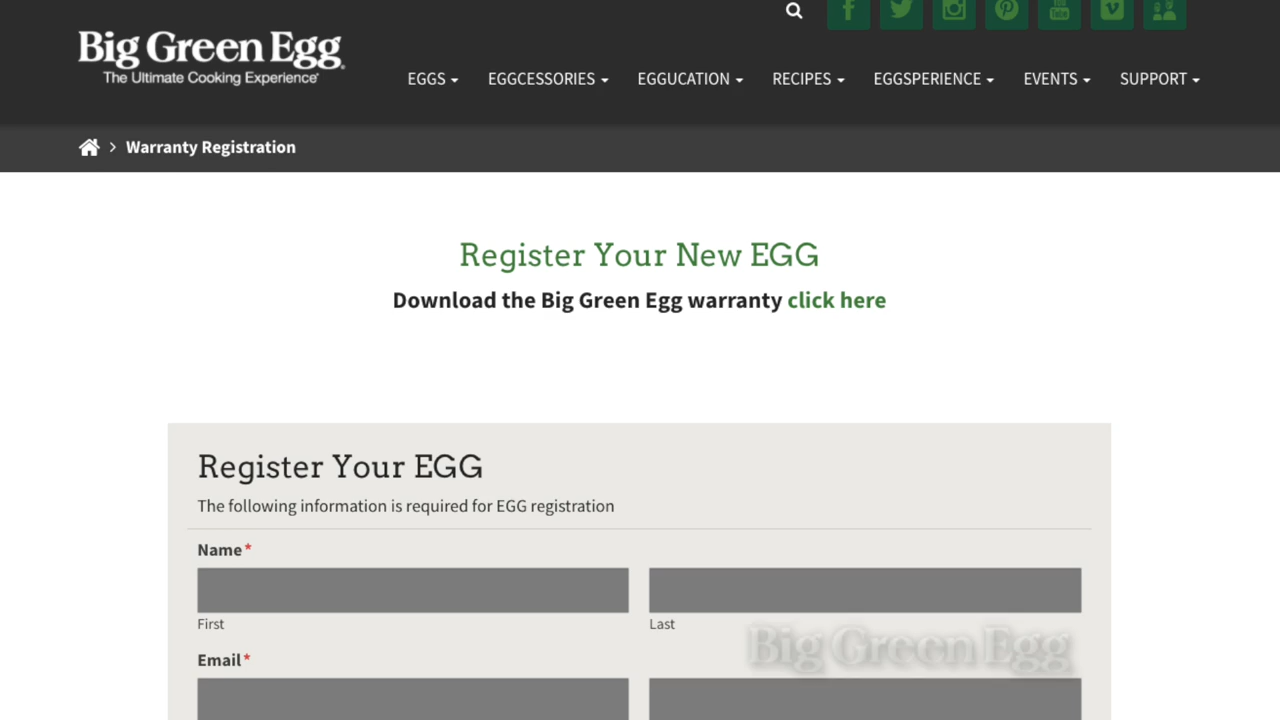 Big Green Egg
The Ultimate Cooking Experience®
EGGS
EGGCESSORIES
EGGUCATION
RECIPES
EGGSPERIENCE
EVENTS
SUPPORT
Warranty Registration
Register Your New EGG
Download the Big Green Egg warranty click here
Register Your EGG
The following information is required for EGG registration
Name*
First
Last
Big Green Egg
Email*